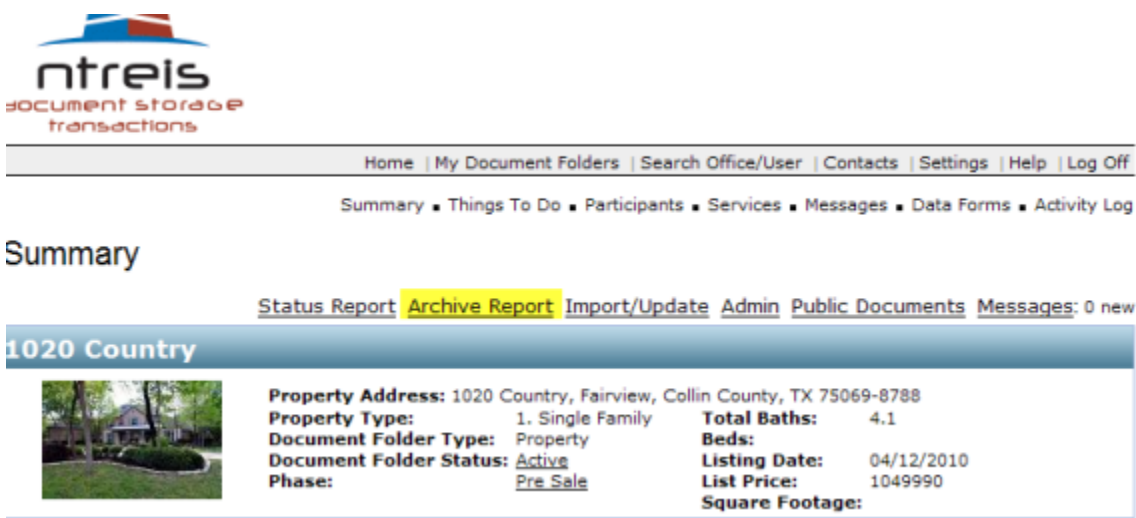 ntreis
document storage
transactions
Home | My Document Folders | Search Office/User | Contacts | Settings | Help | Log Off
Summary ▪ Things To Do ▪ Participants ▪ Services ▪ Messages ▪ Data Forms ▪ Activity Log
Summary
Status Report Archive Report Import/Update Admin Public Documents Messages: 0 new
1020 Country
Property Address: 1020 Country, Fairview, Collin County, TX 75069-8788
Property Type: 1. Single Family Total Baths: 4.1
Document Folder Type: Property Beds:
Document Folder Status: Active Listing Date: 04/12/2010
Phase: Pre Sale List Price: 1049990
Square Footage: